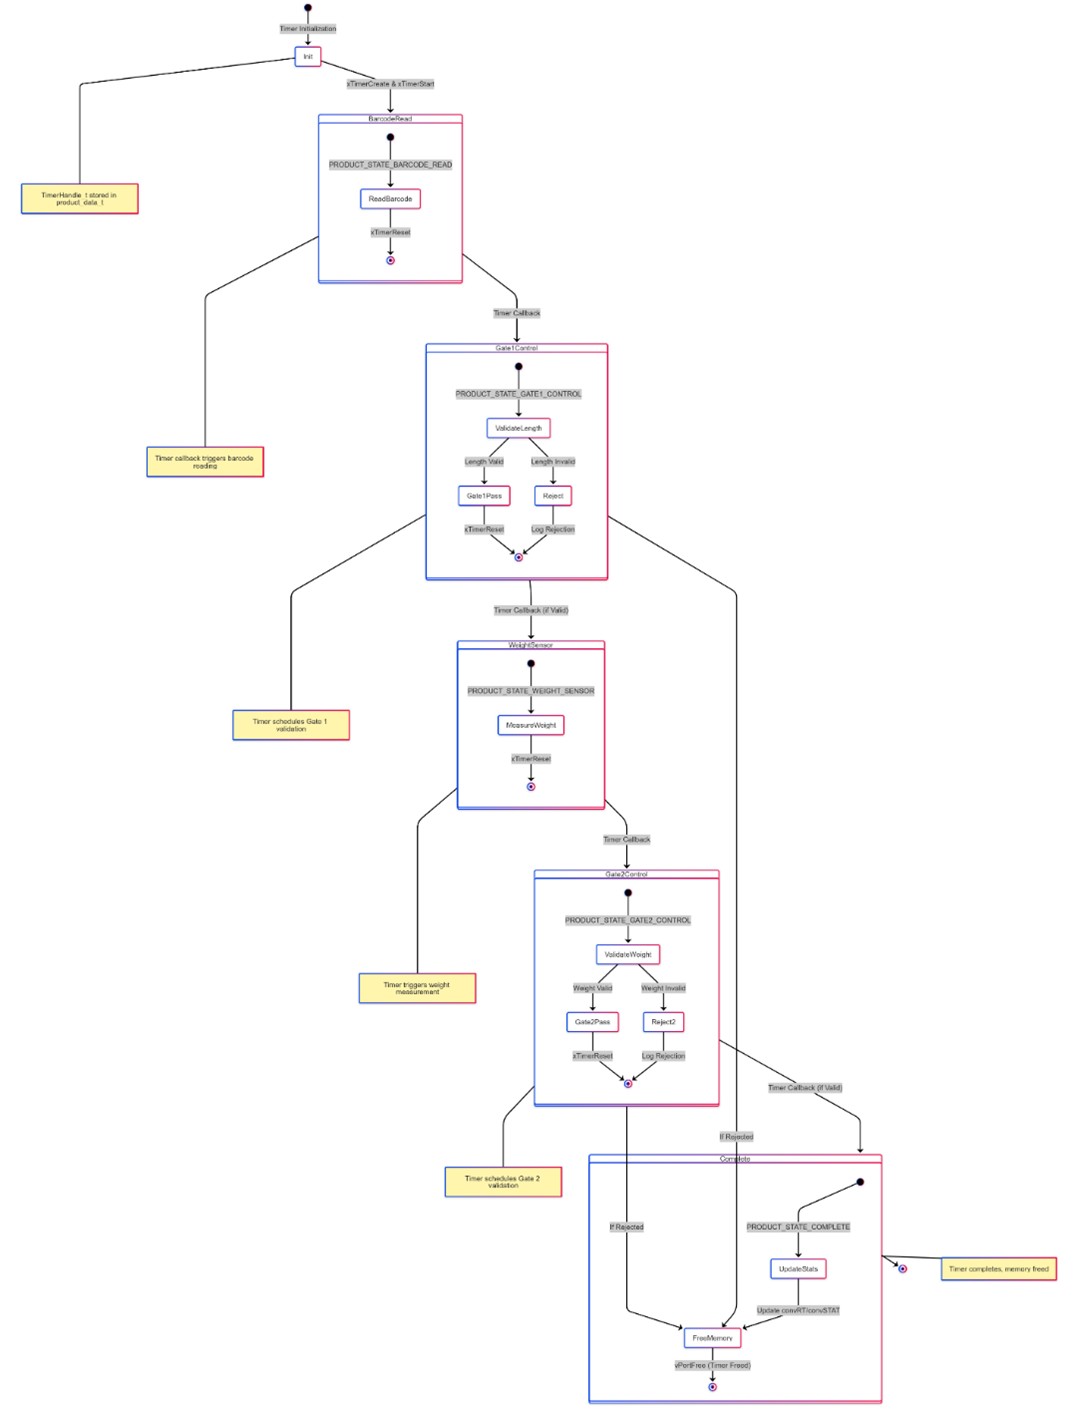 Timer Initialization
Init
xTimerCreate & xTimerStart
BarcodeRead
PRODUCT_STATE_BARCODE_READ
TimerHandle_t stored in
product_data_t
ReadBarcode
xTimerReset
Timer Callback
Gate1Control
PRODUCT_STATE_GATE1_CONTROL
ValidateLength
Timer callback triggers barcode
reading
Length Valid
Length Invalid
Gate1Pass
Reject
xTimerReset
Log Rejection
Timer Callback (if Valid)
WeightSensor
PRODUCT_STATE_WEIGHT_SENSOR
Timer schedules Gate 1
validation
MeasureWeight
xTimerReset
Timer Callback
Gate2Control
PRODUCT_STATE_GATE2_CONTROL
ValidateWeight
Timer triggers weight
measurement
Weight Valid
Weight Invalid
Gate2Pass
Reject2
xTimerReset
Log Rejection
Timer Callback (if Valid)
If Rejected
Complete
Timer schedules Gate 2
validation
If Rejected
PRODUCT_STATE_COMPLETE
UpdateStats
Timer completes, memory freed
Update convRT/convSTAT
FreeMemory
vPortFree (Timer Freed)